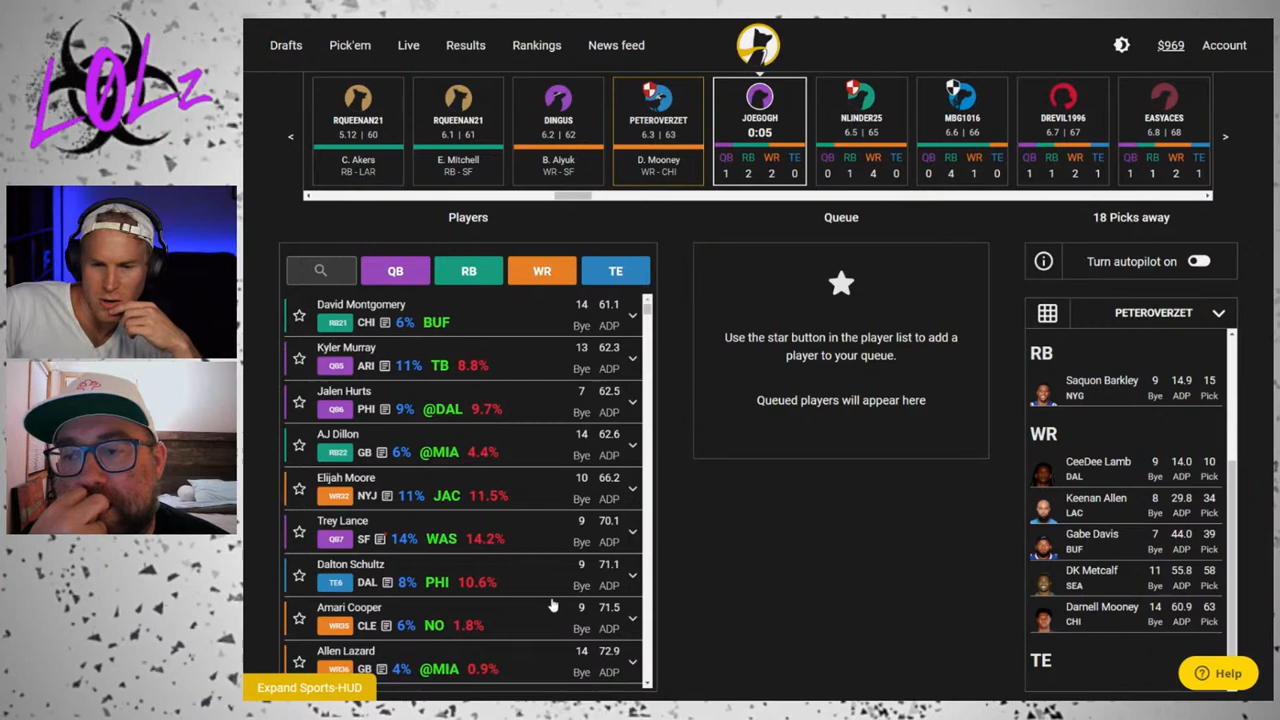 LOLZ
Drafts Pick'em Live Results Rankings News feed $969 Account
RQUEENAN21 RQUEENAN21 DINGUS PETEROVERZET JOEGOGH NLINDER25 MBG1016 DREVIL1996 EASYACES
5.12 | 60 6.1 | 61 6.2 | 62 6.3 | 63 0:05 6.5 | 65 6.6 | 66 6.7 | 67 6.8 | 68
C. Akers E. Mitchell B. Aiyuk D. Mooney QB RB WR TE QB RB WR TE QB RB WR TE QB RB WR TE QB RB WR TE
RB - LAR RB - SF WR - SF WR - CHI 1 2 2 0 0 1 4 0 0 4 1 0 1 1 2 1 1 1 2 1
Players Queue 18 Picks away
QB RB WR TE
Turn autopilot on
David Montgomery 14 61.1
RB21 CHI 6% BUF Bye ADP
Kyler Murray 13 62.3
QB5 ARI 11% TB 8.8% Bye ADP
Jalen Hurts 7 62.5
QB6 PHI 9% @DAL 9.7% Bye ADP
AJ Dillon 14 62.6
RB22 GB 6% @MIA 4.4% Bye ADP
Elijah Moore 10 66.2
WR32 NYJ 11% JAC 11.5% Bye ADP
Trey Lance 9 70.1
QB7 SF 14% WAS 14.2% Bye ADP
Dalton Schultz 9 71.1
TE6 DAL 8% PHI 10.6% Bye ADP
Amari Cooper 9 71.5
WR35 CLE 6% NO 1.8% Bye ADP
Allen Lazard 14 72.9
WR36 GB 4% @MIA 0.9% Bye ADP
Expand Sports-HUD
Use the star button in the player list to add a
player to your queue.
Queued players will appear here
PETEROVERZET
RB
Saquon Barkley 9 14.9 15
NYG Bye ADP Pick
WR
CeeDee Lamb 9 14.0 10
DAL Bye ADP Pick
Keenan Allen 8 29.8 34
LAC Bye ADP Pick
Gabe Davis 7 44.0 39
BUF Bye ADP Pick
DK Metcalf 11 55.8 58
SEA Bye ADP Pick
Darnell Mooney 14 60.9 63
CHI Bye ADP Pick
TE
Help